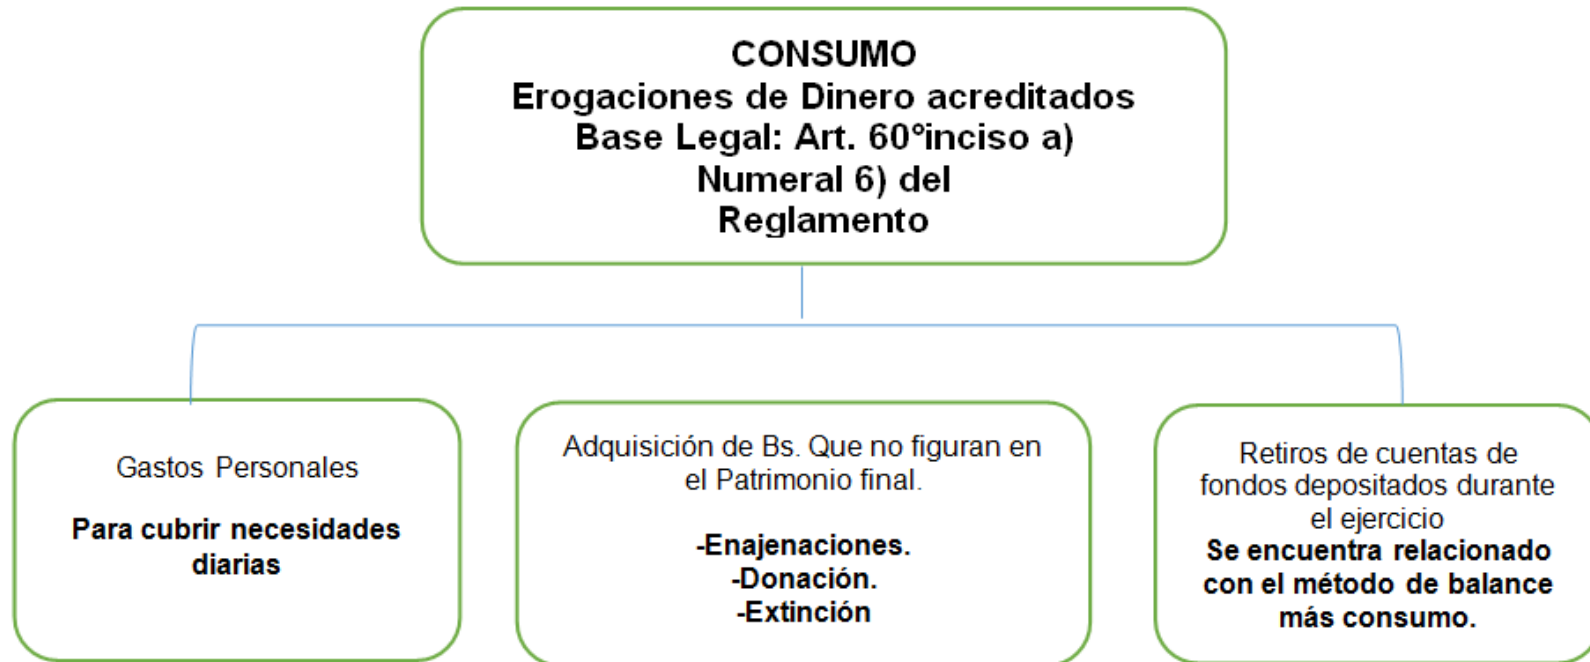 CONSUMO
Erogaciones de Dinero acreditados
Base Legal: Art. 60°inciso a)
Numeral 6) del
Reglamento
Gastos Personales
Para cubrir necesidades
diarias
Adquisición de Bs. Que no figuran en
el Patrimonio final.
-Enajenaciones.
-Donación.
-Extinción
Retiros de cuentas de
fondos depositados durante
el ejercicio
Se encuentra relacionado
con el método de balance
más consumo.